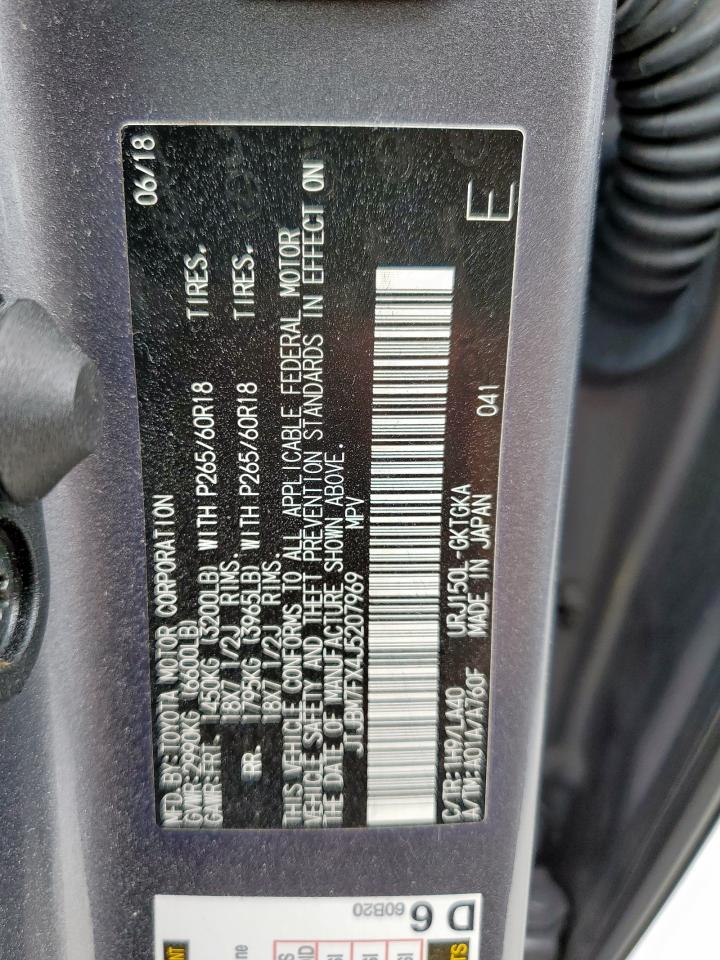 MFD BY: TOYOTA MOTOR CORPORATION 06/18
GVWR:2990KG (6600LB)
GAWR:FRT. 1450KG (3200LB) WITH P265/60R18 TIRES.
18X7 1/2J RIMS.
RR. 1795KG (3965LB) WITH P265/60R18 TIRES.
18X7 1/2J RIMS.
THIS VEHICLE CONFORMS TO ALL APPLICABLE FEDERAL MOTOR
VEHICLE SAFETY AND THEFT PREVENTION STANDARDS IN EFFECT ON
THE DATE OF MANUFACTURE SHOWN ABOVE.
JTJBM7FX4J5207969 MPV
C/TR: 1H9/LA40 URJ150L-GKTGKA 041
A/TM: A01A/A760F MADE IN JAPAN E
D 6
60B20